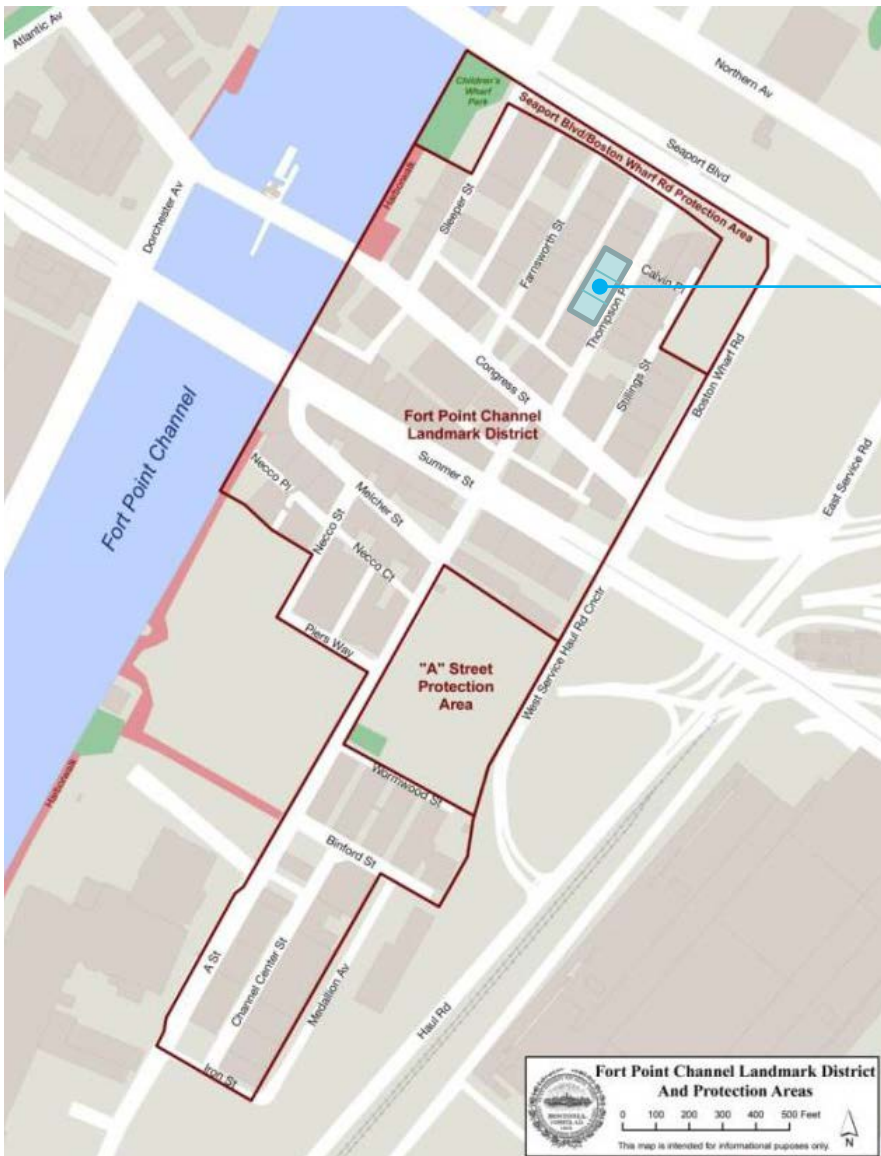 Atlantic Av
Northern Av
Children's
Wharf
Park
Seaport Blvd/Boston Wharf Rd Protection Area
Seaport Blvd
Dorchester Av
Harborwalk
Sleeper St
Farnsworth St
Calvin Pl
Thompson P
Stillings St
Boston Wharf Rd
Congress St
Fort Point Channel
Fort Point Channel
Landmark District
Summer St
East Service Rd
Necco Pl
Melcher St
Necco St
Necco Ct
Piers Way
"A" Street
Protection
Area
West Service Haul Rd Cnctr
Harborwalk
Wormwood St
Binford St
A St
Channel Center St
Medallion Av
Haul Rd
Iron St
Fort Point Channel Landmark District
And Protection Areas
0 100 200 300 400 500 Feet
N
This map is intended for informational puposes only.